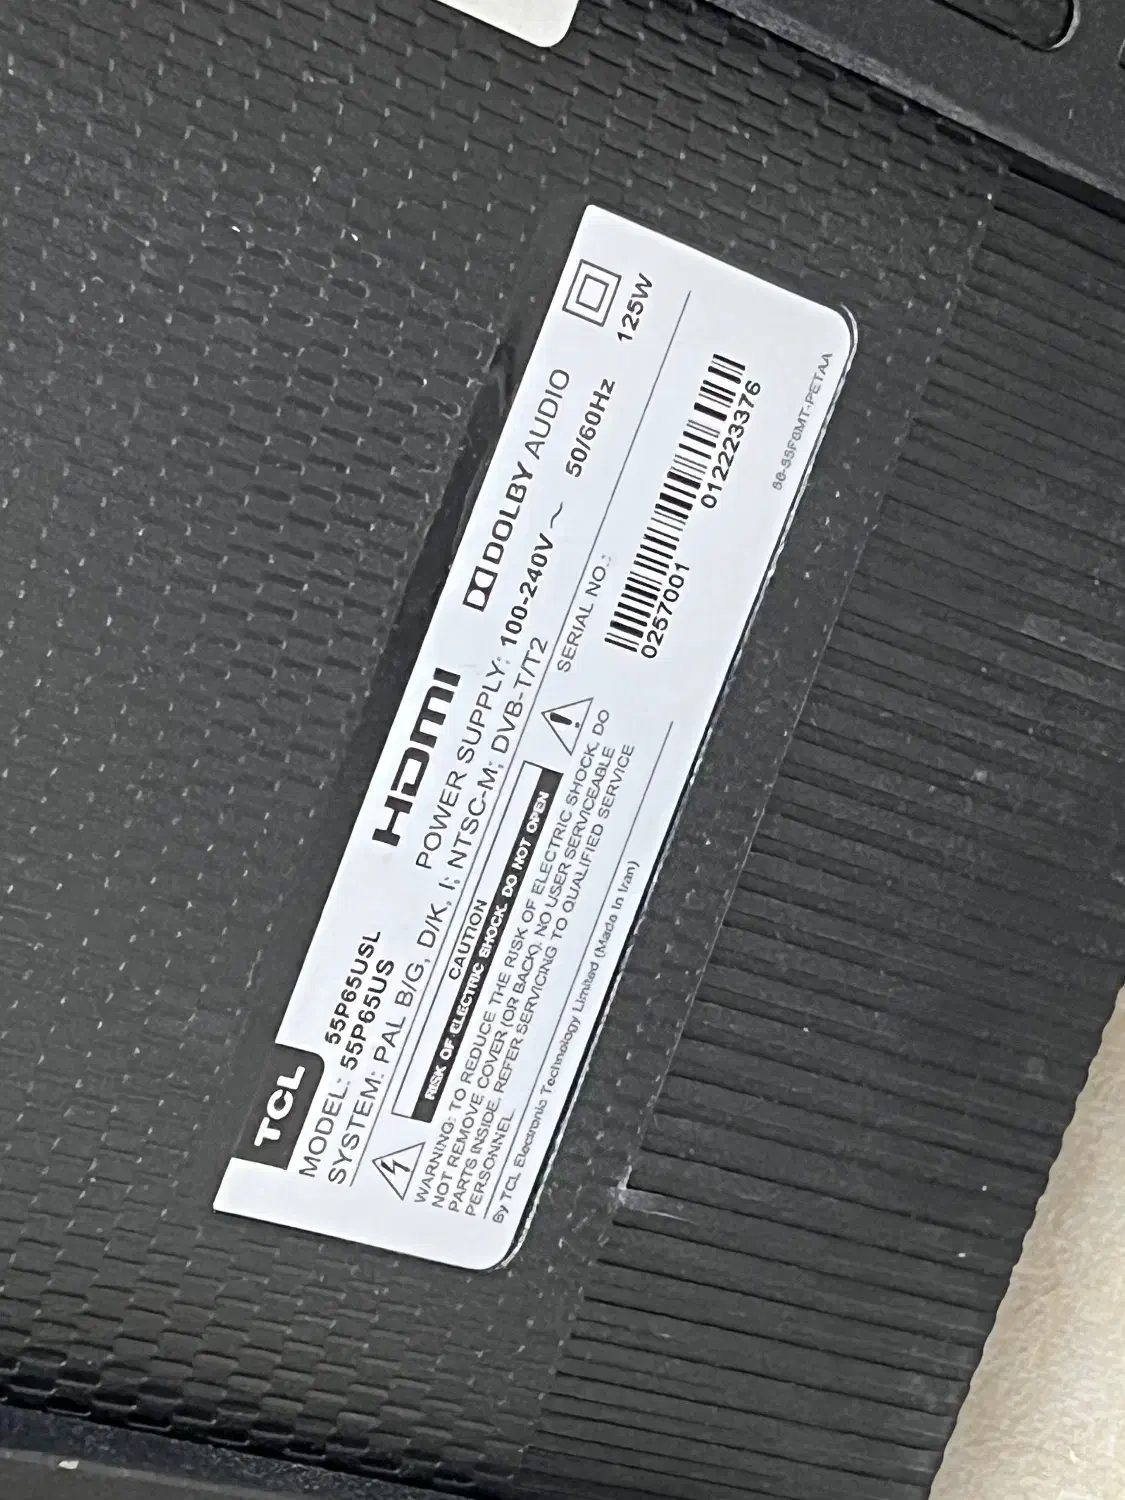 TCL
HDMI
DOLBY AUDIO
MODEL: 55P65USL
55P65US
POWER SUPPLY: 100-240V ~ 50/60Hz 125W
SYSTEM: PAL B/G, D/K, I; NTSC-M; DVB-T/T2
CAUTION
RISK OF ELECTRIC SHOCK. DO NOT OPEN
WARNING: TO REDUCE THE RISK OF ELECTRIC SHOCK, DO
NOT REMOVE COVER (OR BACK). NO USER SERVICEABLE
PARTS INSIDE. REFER SERVICING TO QUALIFIED SERVICE
PERSONNEL
SERIAL NO.:
0257001 012223376
By TCL Electronic Technology Limited (Made In Iran)